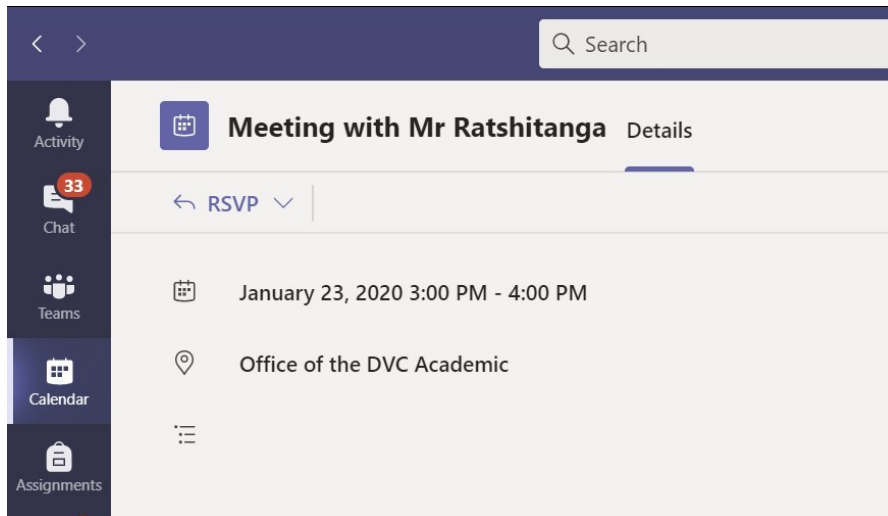 Search
Activity
Meeting with Mr Ratshitanga Details
33
Chat
RSVP
Teams
January 23, 2020 3:00 PM - 4:00 PM
Calendar
Office of the DVC Academic
Assignments